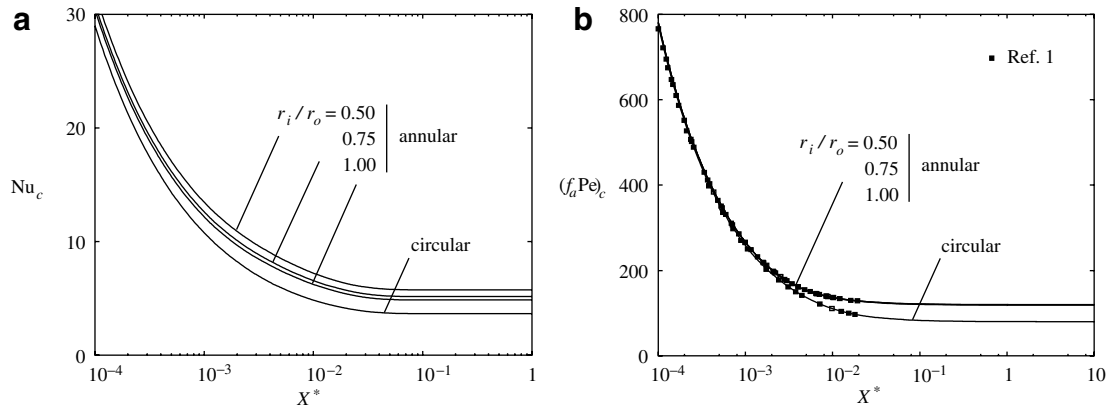 a
30
20
10
0
Nu_c
r_i / r_o = 0.50
0.75
1.00
annular
circular
10^−4
10^−3
10^−2
10^−1
1
X*
b
800
600
400
200
0
(f_aPe)_c
Ref. 1
r_i / r_o = 0.50
0.75
1.00
annular
circular
10^−4
10^−3
10^−2
10^−1
1
10
X*